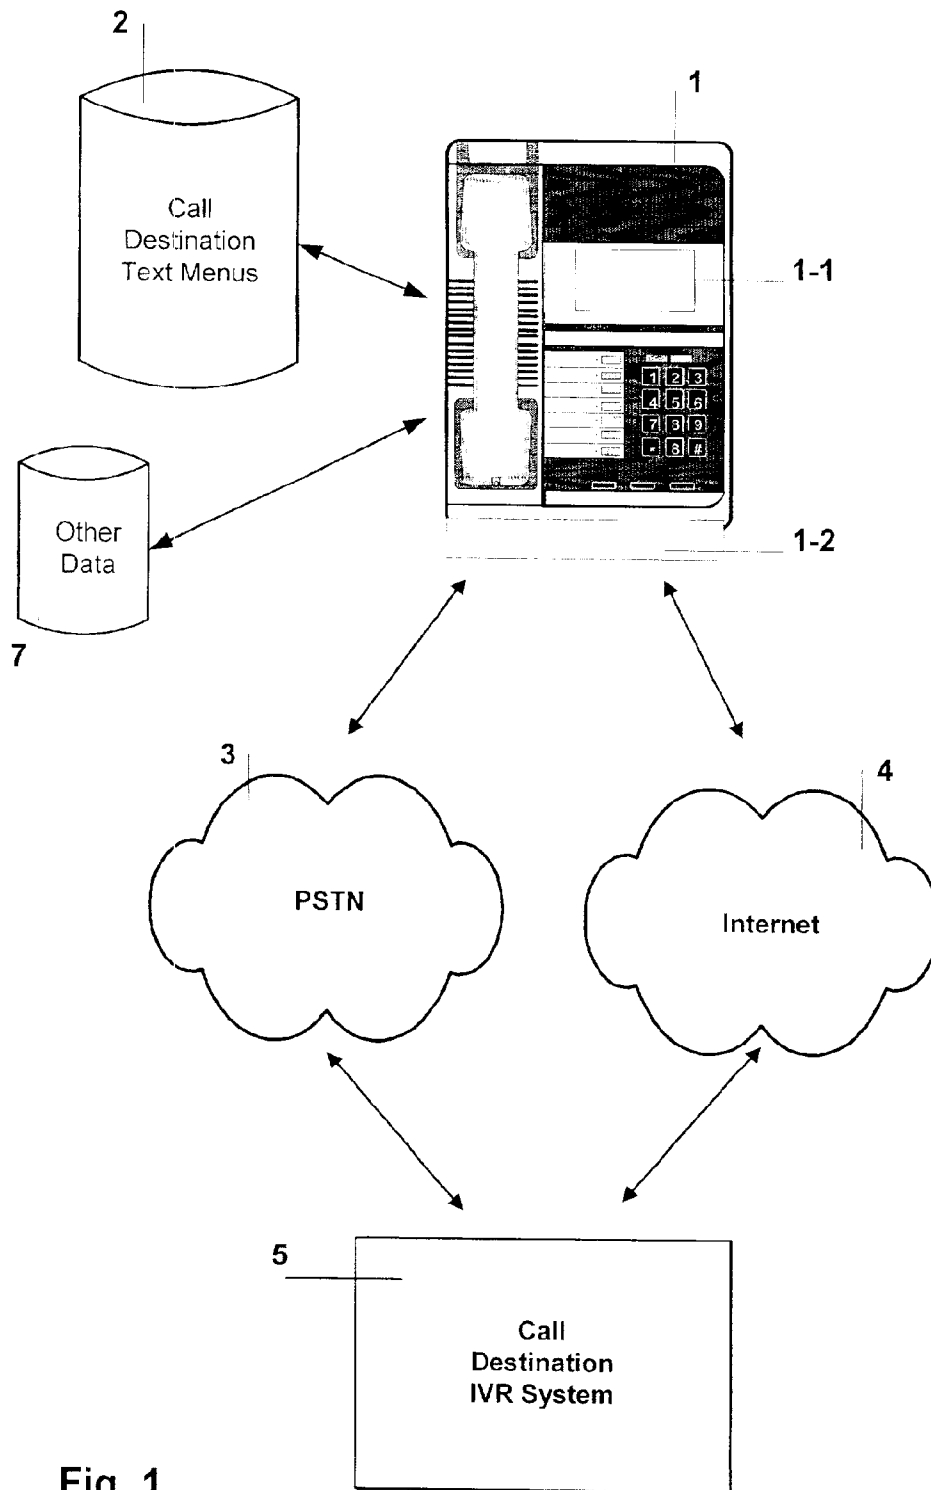 2
1
Call
Destination
Text Menus
1-1
1 2 3
4 5 6
7 8 9
* 8 #
Other
Data
1-2
7
3
4
PSTN
Internet
5
Call
Destination
IVR System
Fig. 1